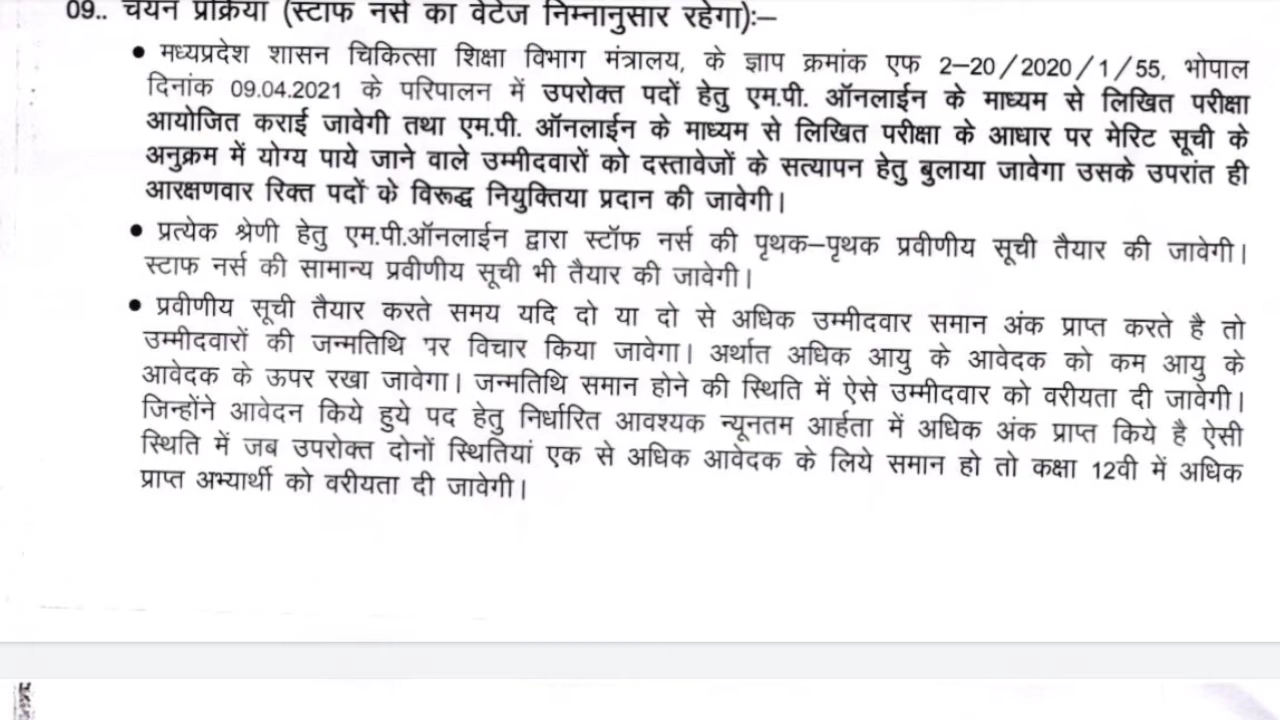 09.. चयन प्रक्रिया (स्टाफ नर्स का वेटेज निम्नानुसार रहेगा):–
• मध्यप्रदेश शासन चिकित्सा शिक्षा विभाग मंत्रालय, के ज्ञाप क्रमांक एफ 2–20/2020/1/55, भोपाल
दिनांक 09.04.2021 के परिपालन में उपरोक्त पदों हेतु एम.पी. ऑनलाईन के माध्यम से लिखित परीक्षा
आयोजित कराई जावेगी तथा एम.पी. ऑनलाईन के माध्यम से लिखित परीक्षा के आधार पर मेरिट सूची के
अनुक्रम में योग्य पाये जाने वाले उम्मीदवारों को दस्तावेजों के सत्यापन हेतु बुलाया जावेगा उसके उपरांत ही
आरक्षणवार रिक्त पदों के विरूद्ध नियुक्तिया प्रदान की जावेगी।
• प्रत्येक श्रेणी हेतु एम.पी.ऑनलाईन द्वारा स्टॉफ नर्स की पृथक–पृथक प्रवीणीय सूची तैयार की जावेगी।
स्टाफ नर्स की सामान्य प्रवीणीय सूची भी तैयार की जावेगी।
• प्रवीणीय सूची तैयार करते समय यदि दो या दो से अधिक उम्मीदवार समान अंक प्राप्त करते है तो
उम्मीदवारों की जन्मतिथि पर विचार किया जावेगा। अर्थात अधिक आयु के आवेदक को कम आयु के
आवेदक के ऊपर रखा जावेगा। जन्मतिथि समान होने की स्थिति में ऐसे उम्मीदवार को वरीयता दी जावेगी।
जिन्होंने आवेदन किये हुये पद हेतु निर्धारित आवश्यक न्यूनतम आर्हता में अधिक अंक प्राप्त किये है ऐसी
स्थिति में जब उपरोक्त दोनों स्थितियां एक से अधिक आवेदक के लिये समान हो तो कक्षा 12वी में अधिक
प्राप्त अभ्यार्थी को वरीयता दी जावेगी।